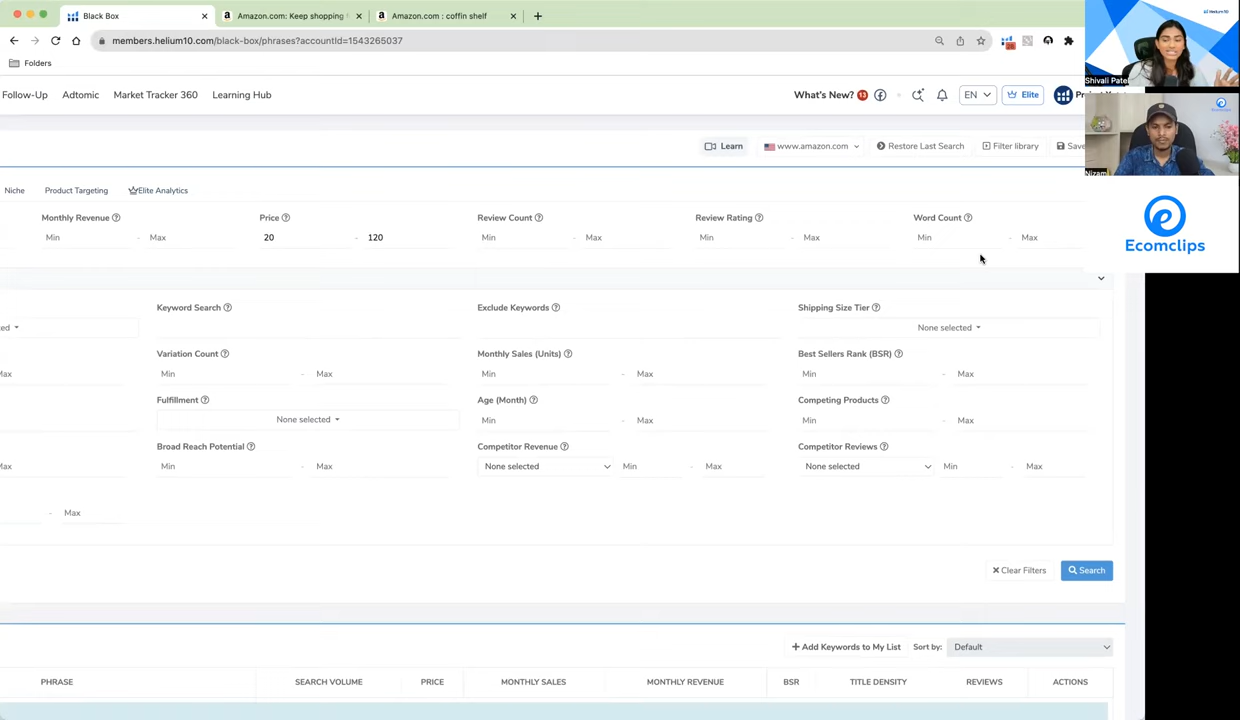 Black Box
Amazon.com: Keep shopping
Amazon.com : coffin shelf
members.helium10.com/black-box/phrases?accountId=1543265037
28
Folders
Follow-Up
Adtomic
Market Tracker 360
Learning Hub
What's New? 13
EN
Elite
Learn
www.amazon.com
Restore Last Search
Filter library
Niche
Product Targeting
Elite Analytics
Monthly Revenue
Price
Review Count
Review Rating
Word Count
Min - Max
20 - 120
Min - Max
Min - Max
Min - Max
Keyword Search
Exclude Keywords
Shipping Size Tier
None selected
Variation Count
Monthly Sales (Units)
Best Sellers Rank (BSR)
Min - Max
Min - Max
Min - Max
Fulfillment
Age (Month)
Competing Products
None selected
Min - Max
Min - Max
Broad Reach Potential
Competitor Revenue
Competitor Reviews
Min - Max
None selected
Min - Max
None selected
Min - Max
- Max
Clear Filters
Search
+ Add Keywords to My List
Sort by:
Default
PHRASE
SEARCH VOLUME
PRICE
MONTHLY SALES
MONTHLY REVENUE
BSR
TITLE DENSITY
REVIEWS
ACTIONS
Helium10
Shivali Patel
Nizam
Ecomclips